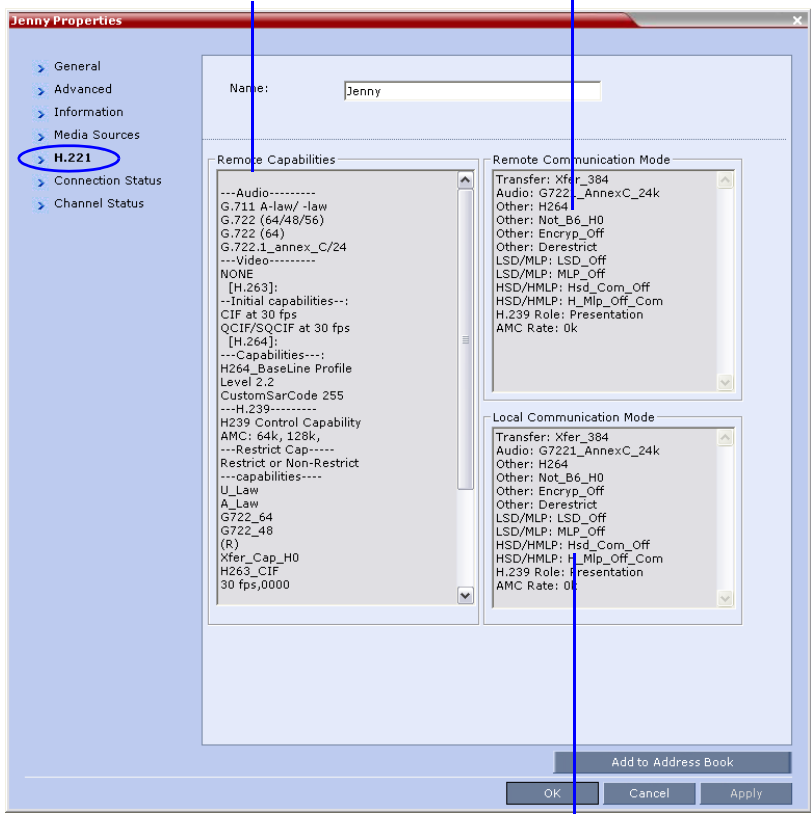 Jenny Properties
General
Advanced
Information
Media Sources
H.221
Connection Status
Channel Status
Name:
Jenny
Remote Capabilities
---Audio---------
G.711 A-law/ -law
G.722 (64/48/56)
G.722 (64)
G.722.1_annex_C/24
---Video---------
NONE
[H.263]:
--Initial capabilities--:
CIF at 30 fps
QCIF/SQCIF at 30 fps
[H.264]:
---Capabilities---:
H264_BaseLine Profile
Level 2.2
CustomSarCode 255
---H.239---------
H239 Control Capability
AMC: 64k, 128k,
---Restrict Cap-----
Restrict or Non-Restrict
---capabilities----
U_Law
A_Law
G722_64
G722_48
(R)
Xfer_Cap_H0
H263_CIF
30 fps,0000
Remote Communication Mode
Transfer: Xfer_384
Audio: G7221_AnnexC_24k
Other: H264
Other: Not_B6_H0
Other: Encryp_Off
Other: Derestrict
LSD/MLP: LSD_Off
LSD/MLP: MLP_Off
HSD/HMLP: Hsd_Com_Off
HSD/HMLP: H_Mlp_Off_Com
H.239 Role: Presentation
AMC Rate: 0k
Local Communication Mode
Transfer: Xfer_384
Audio: G7221_AnnexC_24k
Other: H264
Other: Not_B6_H0
Other: Encryp_Off
Other: Derestrict
LSD/MLP: LSD_Off
LSD/MLP: MLP_Off
HSD/HMLP: Hsd_Com_Off
HSD/HMLP: H_Mlp_Off_Com
H.239 Role: Presentation
AMC Rate: 0k
Add to Address Book
OK
Cancel
Apply